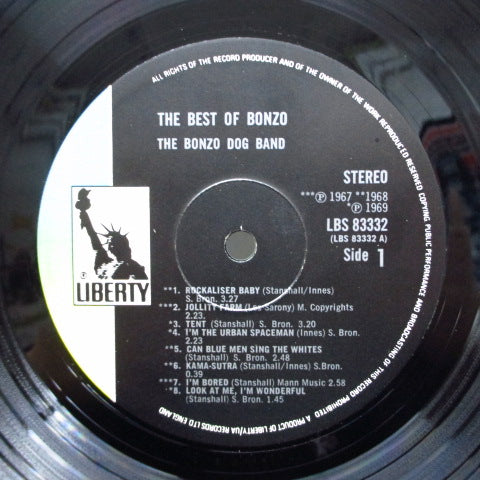 ALL RIGHTS OF THE RECORD PRODUCER AND OF THE OWNER OF THE WORK REPRODUCED RESERVED COPYING PUBLIC PERFORMANCE AND BROADCASTING OF THIS RECORD PROHIBITED
THE BEST OF BONZO
THE BONZO DOG BAND
STEREO
***Ⓟ 1967 **1968
*Ⓟ 1969
LBS 83332
(LBS 83332 A)
Side 1
LIBERTY
**1. ROCKALISER BABY (Stanshall/Innes)
S. Bron. 3.27
***2. JOLLITY FARM (Les Sarony) M. Copyrights
2.23.
*3. TENT (Stanshall) S. Bron. 3.20
*4. I'M THE URBAN SPACEMAN (Innes) S. Bron.
2.23
**5. CAN BLUE MEN SING THE WHITES
(Stanshall) S. Bron. 2.48
**6. KAMA-SUTRA (Stanshall/Innes) S.Bron.
0.39
***7. I'M BORED (Stanshall) Mann Music 2.58
*8. LOOK AT ME, I'M WONDERFUL
(Stanshall) S. Bron. 1.45
A PRODUCT OF LIBERTY/UA RECORDS LTD ENGLAND